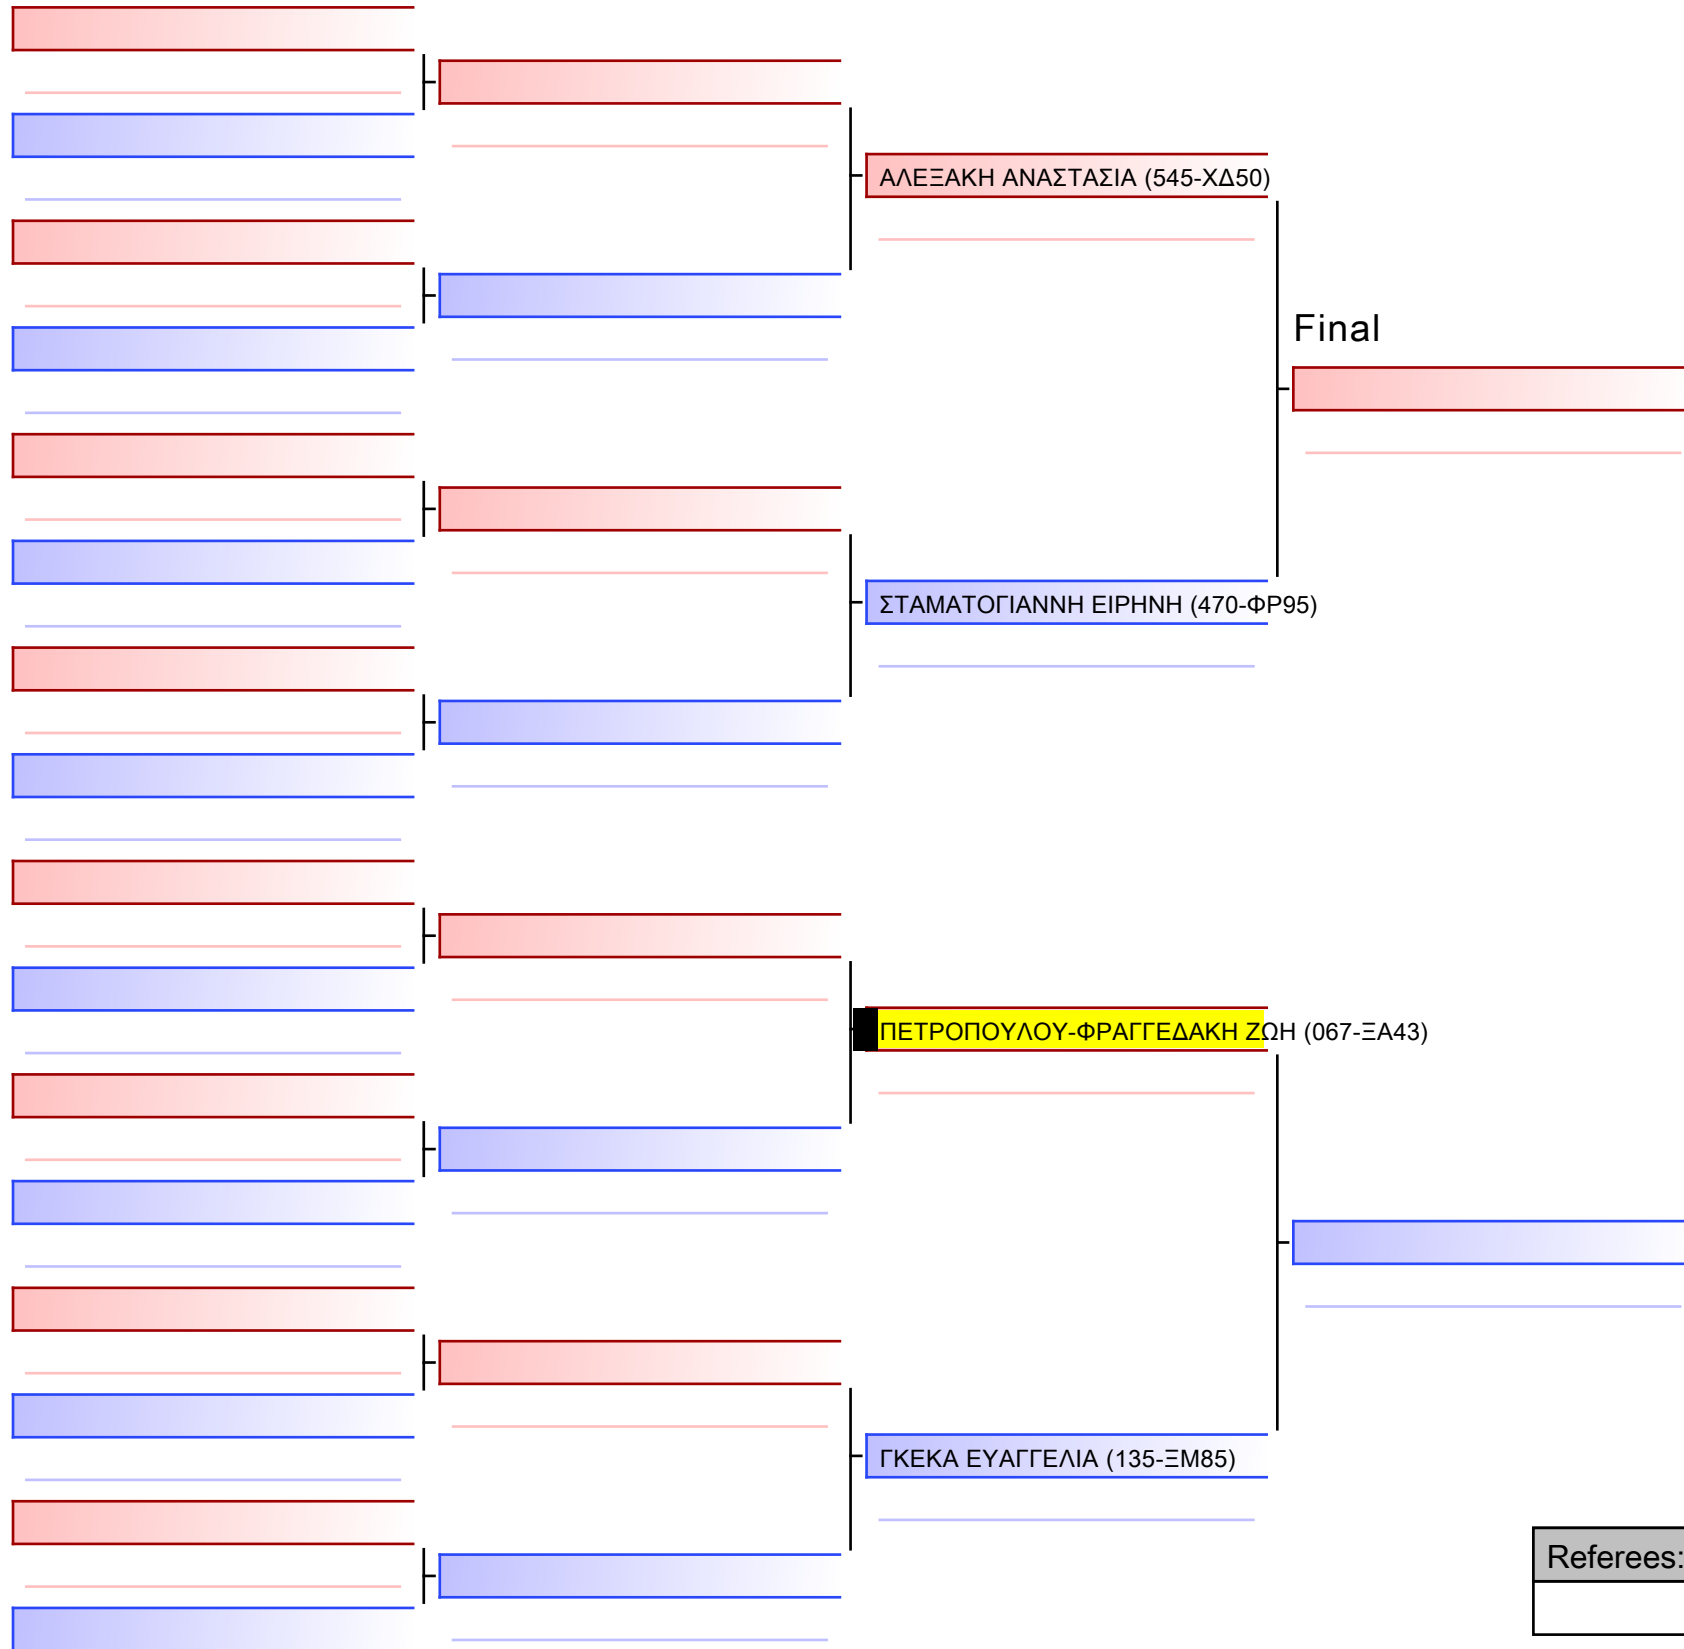 ΑΛΕΞΑΚΗ ΑΝΑΣΤΑΣΙΑ (545-ΧΔ50)
Final
ΣΤΑΜΑΤΟΓΙΑΝΝΗ ΕΙΡΗΝΗ (470-ΦΡ95)
ΠΕΤΡΟΠΟΥΛΟΥ-ΦΡΑΓΓΕΔΑΚΗ ΖΩΗ (067-ΞΑ43)
ΓΚΕΚΑ ΕΥΑΓΓΕΛΙΑ (135-ΞΜ85)
Referees: